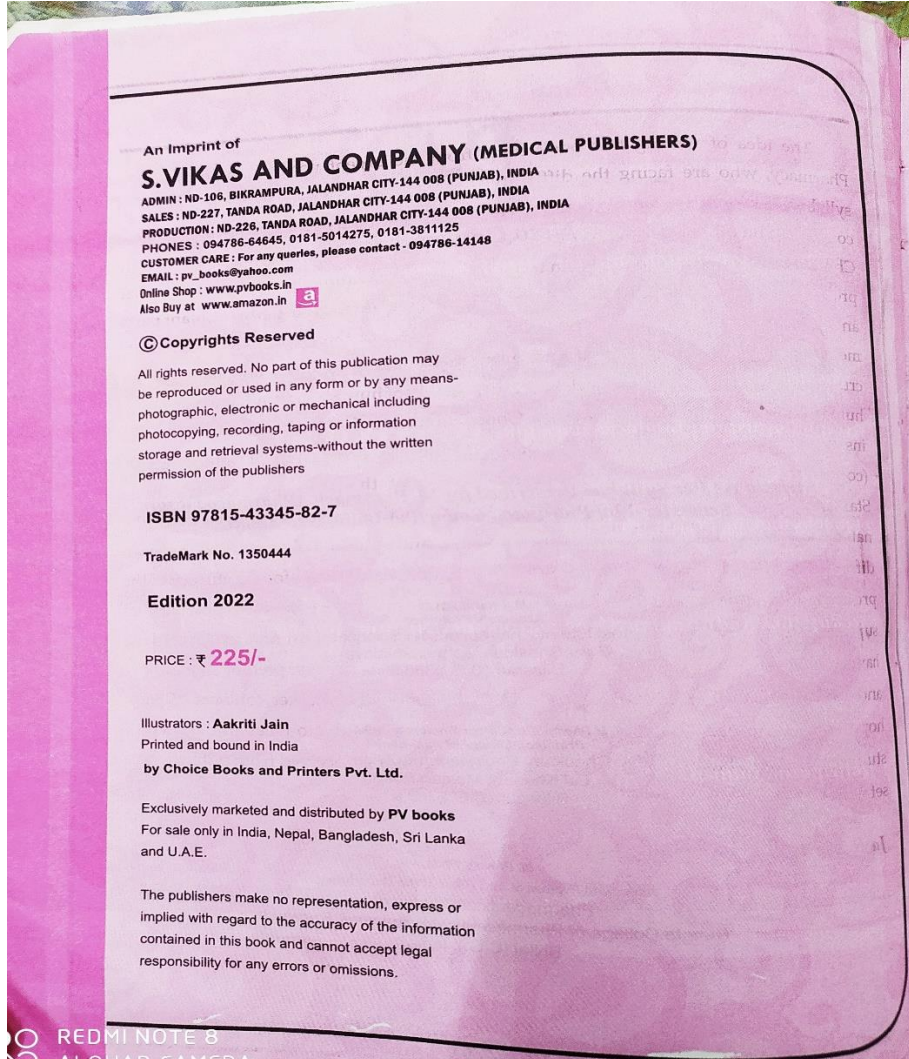 An Imprint of
S.VIKAS AND COMPANY (MEDICAL PUBLISHERS)
ADMIN : ND-106, BIKRAMPURA, JALANDHAR CITY-144 008 (PUNJAB), INDIA
SALES : ND-227, TANDA ROAD, JALANDHAR CITY-144 008 (PUNJAB), INDIA
PRODUCTION : ND-226, TANDA ROAD, JALANDHAR CITY-144 008 (PUNJAB), INDIA
PHONES : 094786-64645, 0181-5014275, 0181-3811125
CUSTOMER CARE : For any queries, please contact - 094786-14148
EMAIL : pv_books@yahoo.com
Online Shop : www.pvbooks.in
Also Buy at www.amazon.in a
©Copyrights Reserved
All rights reserved. No part of this publication may
be reproduced or used in any form or by any means-
photographic, electronic or mechanical including
photocopying, recording, taping or information
storage and retrieval systems-without the written
permission of the publishers
ISBN 97815-43345-82-7
TradeMark No. 1350444
Edition 2022
PRICE : ₹ 225/-
Illustrators : Aakriti Jain
Printed and bound in India
by Choice Books and Printers Pvt. Ltd.
Exclusively marketed and distributed by PV books
For sale only in India, Nepal, Bangladesh, Sri Lanka
and U.A.E.
The publishers make no representation, express or
implied with regard to the accuracy of the information
contained in this book and cannot accept legal
responsibility for any errors or omissions.
REDMI NOTE 8